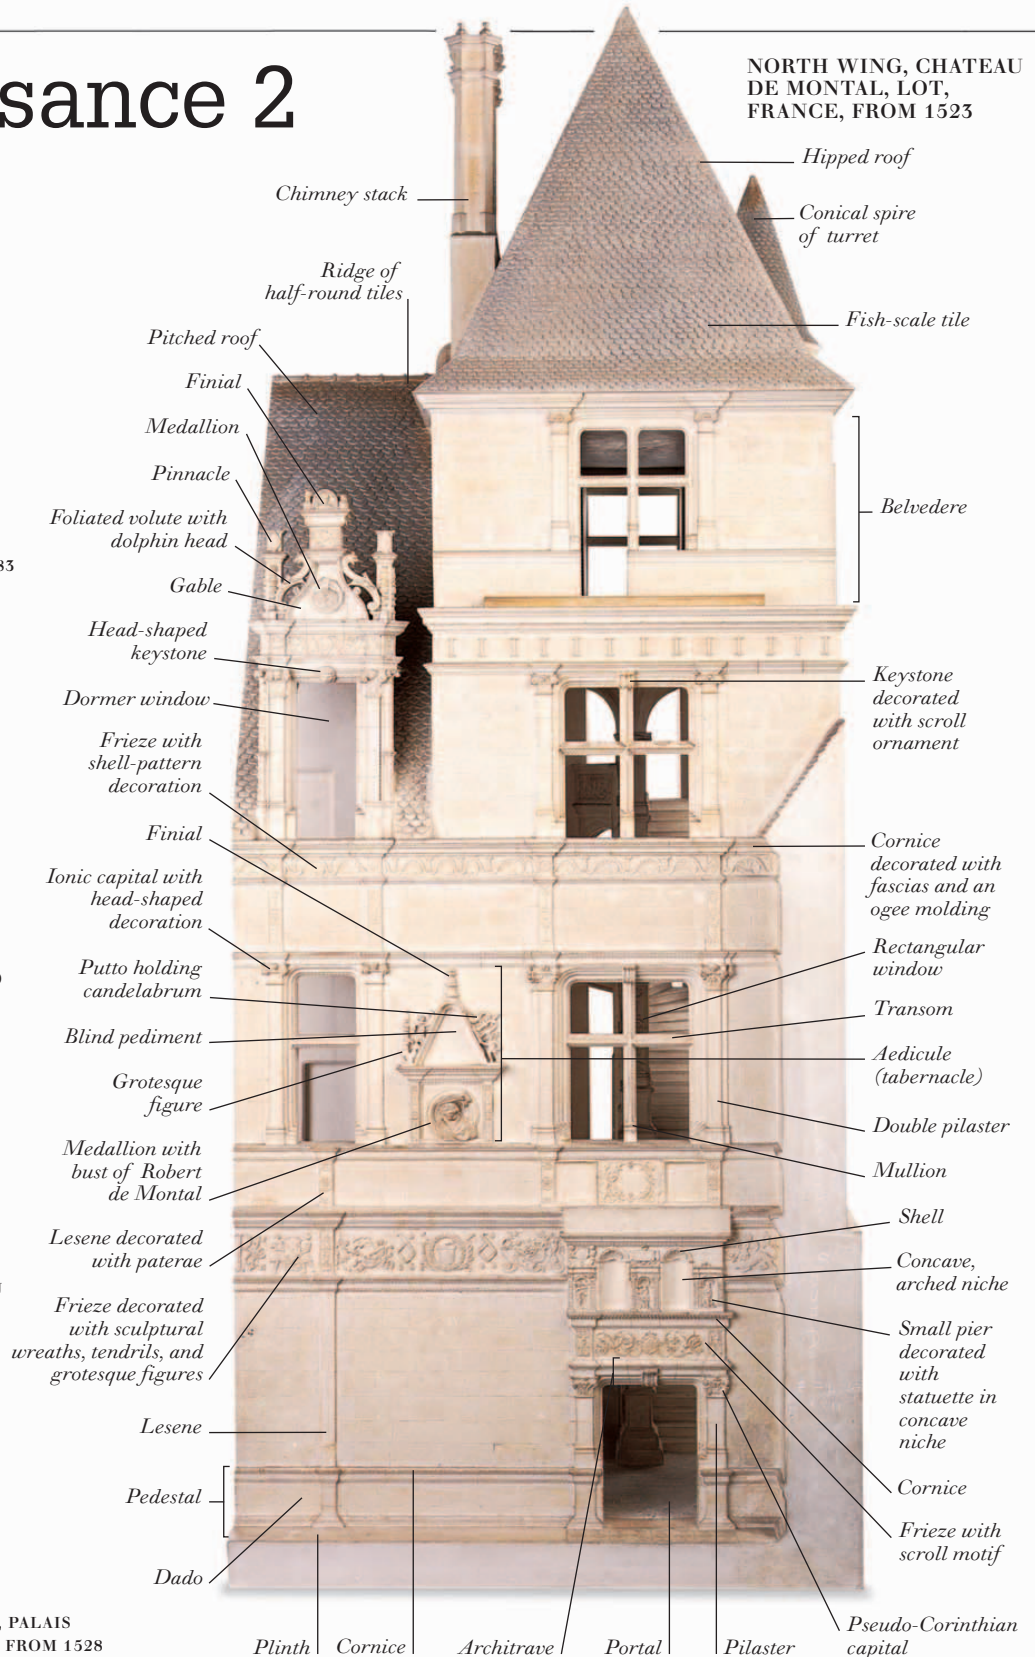 sance 2
NORTH WING, CHATEAU
DE MONTAL, LOT,
FRANCE, FROM 1523
Chimney stack
Ridge of
half-round tiles
Pitched roof
Finial
Medallion
Pinnacle
Foliated volute with
dolphin head
83
Gable
Head-shaped
keystone
Dormer window
Frieze with
shell-pattern
decoration
Finial
Ionic capital with
head-shaped
decoration
Putto holding
candelabrum
Blind pediment
Grotesque
figure
Medallion with
bust of Robert
de Montal
Lesene decorated
with paterae
Frieze decorated
with sculptural
wreaths, tendrils, and
grotesque figures
Lesene
Pedestal
Dado
Hipped roof
Conical spire
of turret
Fish-scale tile
Belvedere
Keystone
decorated
with scroll
ornament
Cornice
decorated with
fascias and an
ogee molding
Rectangular
window
Transom
Aedicule
(tabernacle)
Double pilaster
Mullion
Shell
Concave,
arched niche
Small pier
decorated
with
statuette in
concave
niche
Cornice
Frieze with
scroll motif
Pseudo-Corinthian
capital
Plinth
Cornice
Architrave
Portal
Pilaster
, PALAIS
FROM 1528